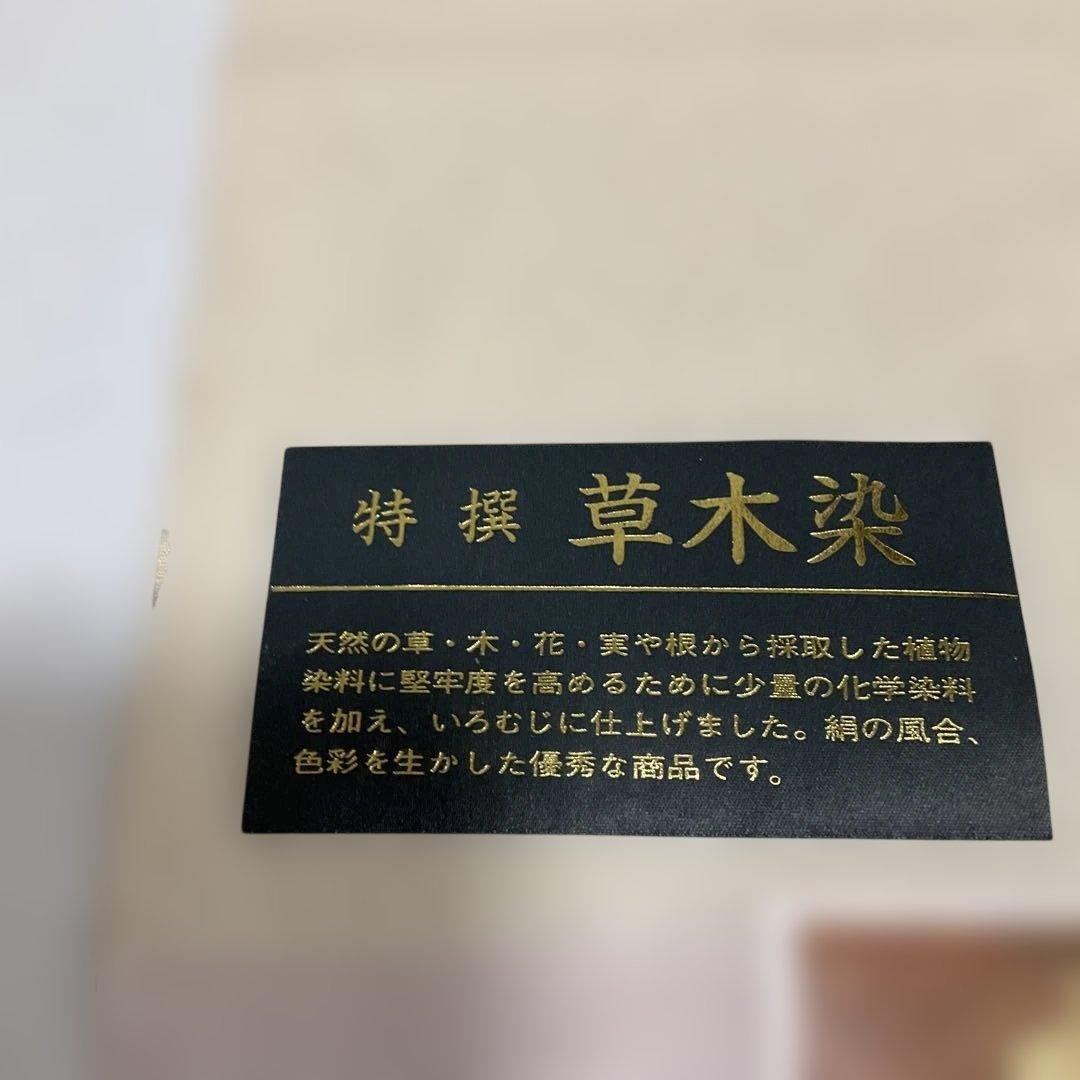 特撰 草木染
天然の草・木・花・実や根から採取した植物
染料に堅牢度を高めるために少量の化学染料
を加え、いろむじに仕上げました。絹の風合、
色彩を生かした優秀な商品です。